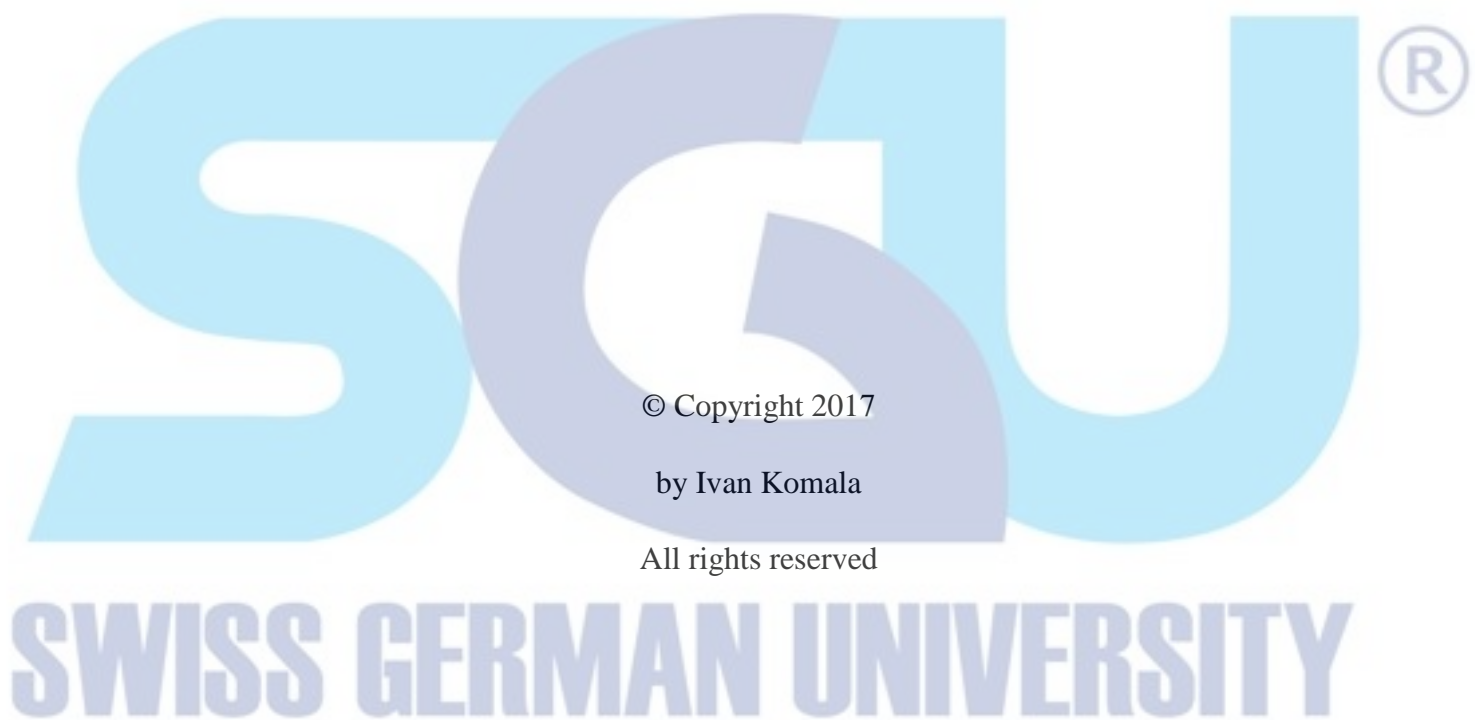 SGU ®
© Copyright 2017
by Ivan Komala
All rights reserved
SWISS GERMAN UNIVERSITY